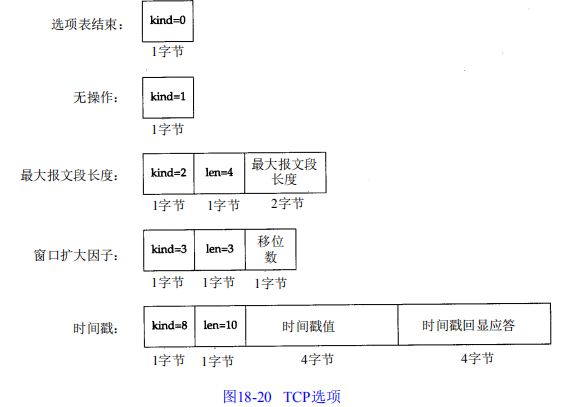 选项表结束：
kind=0
1字节
无操作：
kind=1
1字节
最大报文段长度：
kind=2 len=4 最大报文段
长度
1字节 1字节 2字节
窗口扩大因子：
kind=3 len=3 移位
数
1字节 1字节 1字节
时间戳：
kind=8 len=10 时间戳值 时间戳回显应答
1字节 1字节 4字节 4字节
图18-20 TCP选项